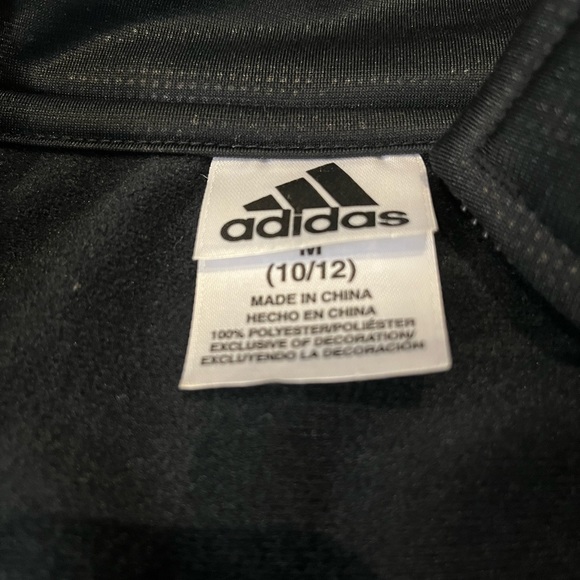 adidas
M
(10/12)
MADE IN CHINA
HECHO EN CHINA
100% POLYESTER/POLIÉSTER
EXCLUSIVE OF DECORATION/
EXCLUYENDO LA DECORACIÓN